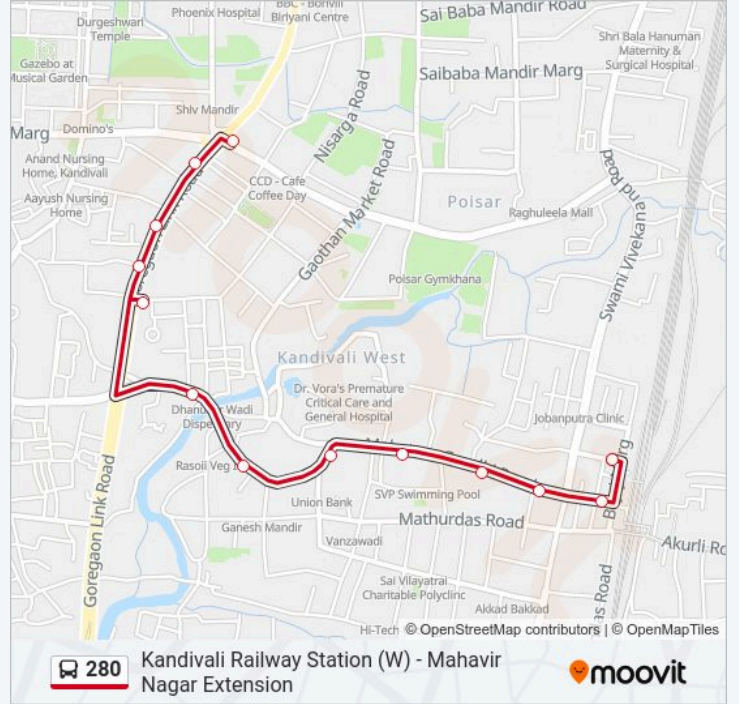 BBC - Bonvili
Biriyani Centre
Phoenix Hospital
Sai Baba Mandir Road
Durgeshwari
Temple
Shri Bala Hanuman
Maternity &
Surgical Hospital
Gazebo at
Musical Garden
Saibaba Mandir Marg
Shiv Mandir
Marg
Domino's
Nisarga Road
Anand Nursing
Home, Kandivali
CCD - Cafe
Coffee Day
Swami Vivekanand Road
Aayush Nursing
Home
Poisar
Raghuleela Mall
Gaothan Market Road
Poisar Gymkhana
Kandivali West
Dr. Vora's Premature
Critical Care and
General Hospital
Dispensary
Jobanputra Clinic
Rasoii Veg
Goregaon Link Road
SVP Swimming Pool
Union Bank
Mathurdas Road
Ganesh Mandir
Vanzawadi
Akurli
Sai Vilayatrai
Charitable Polyclinc
Road
Akkad Bakkad
Hi-Tech
© OpenStreetMap contributors | © OpenMapTiles
280
Kandivali Railway Station (W) - Mahavir
Nagar Extension
moovit